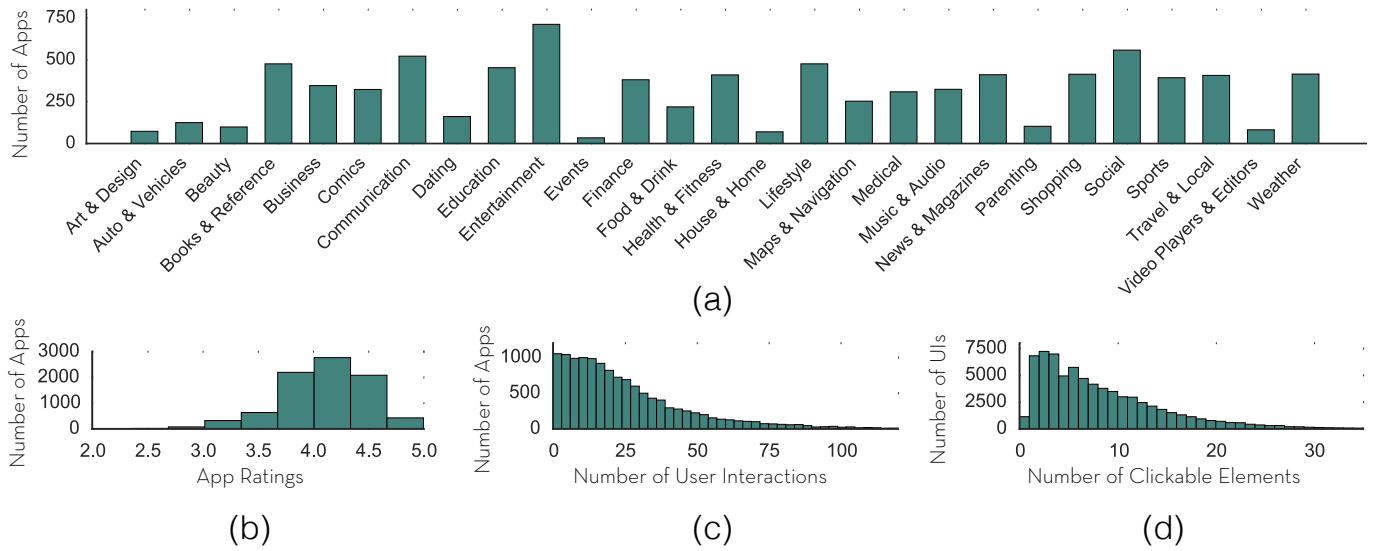 Number of Apps
750
500
250
0
Art & Design
Auto & Vehicles
Beauty
Books & Reference
Business
Comics
Communication
Dating
Education
Entertainment
Events
Finance
Food & Drink
Health & Fitness
House & Home
Lifestyle
Maps & Navigation
Medical
Music & Audio
News & Magazines
Parenting
Shopping
Social
Sports
Travel & Local
Video Players & Editors
Weather
(a)
Number of Apps
3000
2000
1000
0
2.0 2.5 3.0 3.5 4.0 4.5 5.0
App Ratings
(b)
Number of Apps
1000
500
0
0 25 50 75 100
Number of User Interactions
(c)
Number of UIs
7500
5000
2500
0
0 10 20 30
Number of Clickable Elements
(d)